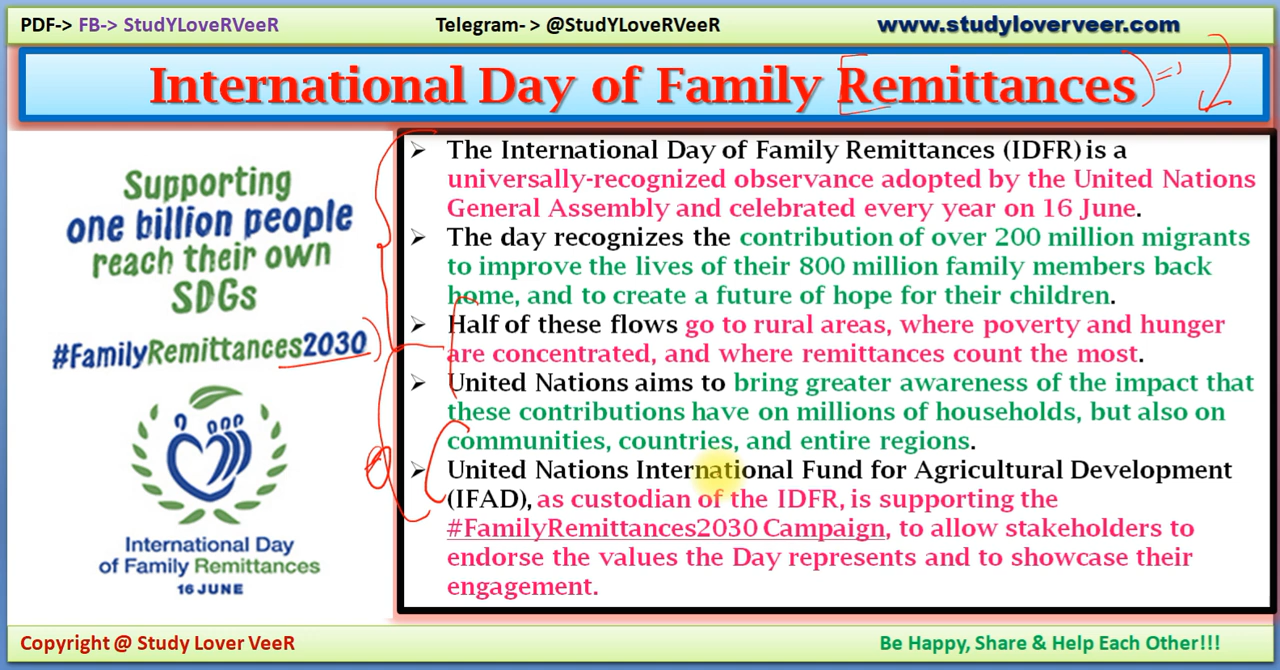 PDF-> FB-> StudYLoveRVeeR Telegram- > @StudYLoveRVeeR www.studyloverveer.com
International Day of Family Remittances
Supporting
one billion people
reach their own
SDGs
#FamilyRemittances2030
International Day
of Family Remittances
16 JUNE
➢ The International Day of Family Remittances (IDFR) is a
universally-recognized observance adopted by the United Nations
General Assembly and celebrated every year on 16 June.
➢ The day recognizes the contribution of over 200 million migrants
to improve the lives of their 800 million family members back
home, and to create a future of hope for their children.
➢ Half of these flows go to rural areas, where poverty and hunger
are concentrated, and where remittances count the most.
➢ United Nations aims to bring greater awareness of the impact that
these contributions have on millions of households, but also on
communities, countries, and entire regions.
➢ United Nations International Fund for Agricultural Development
(IFAD), as custodian of the IDFR, is supporting the
#FamilyRemittances2030 Campaign, to allow stakeholders to
endorse the values the Day represents and to showcase their
engagement.
Copyright @ Study Lover VeeR Be Happy, Share & Help Each Other!!!